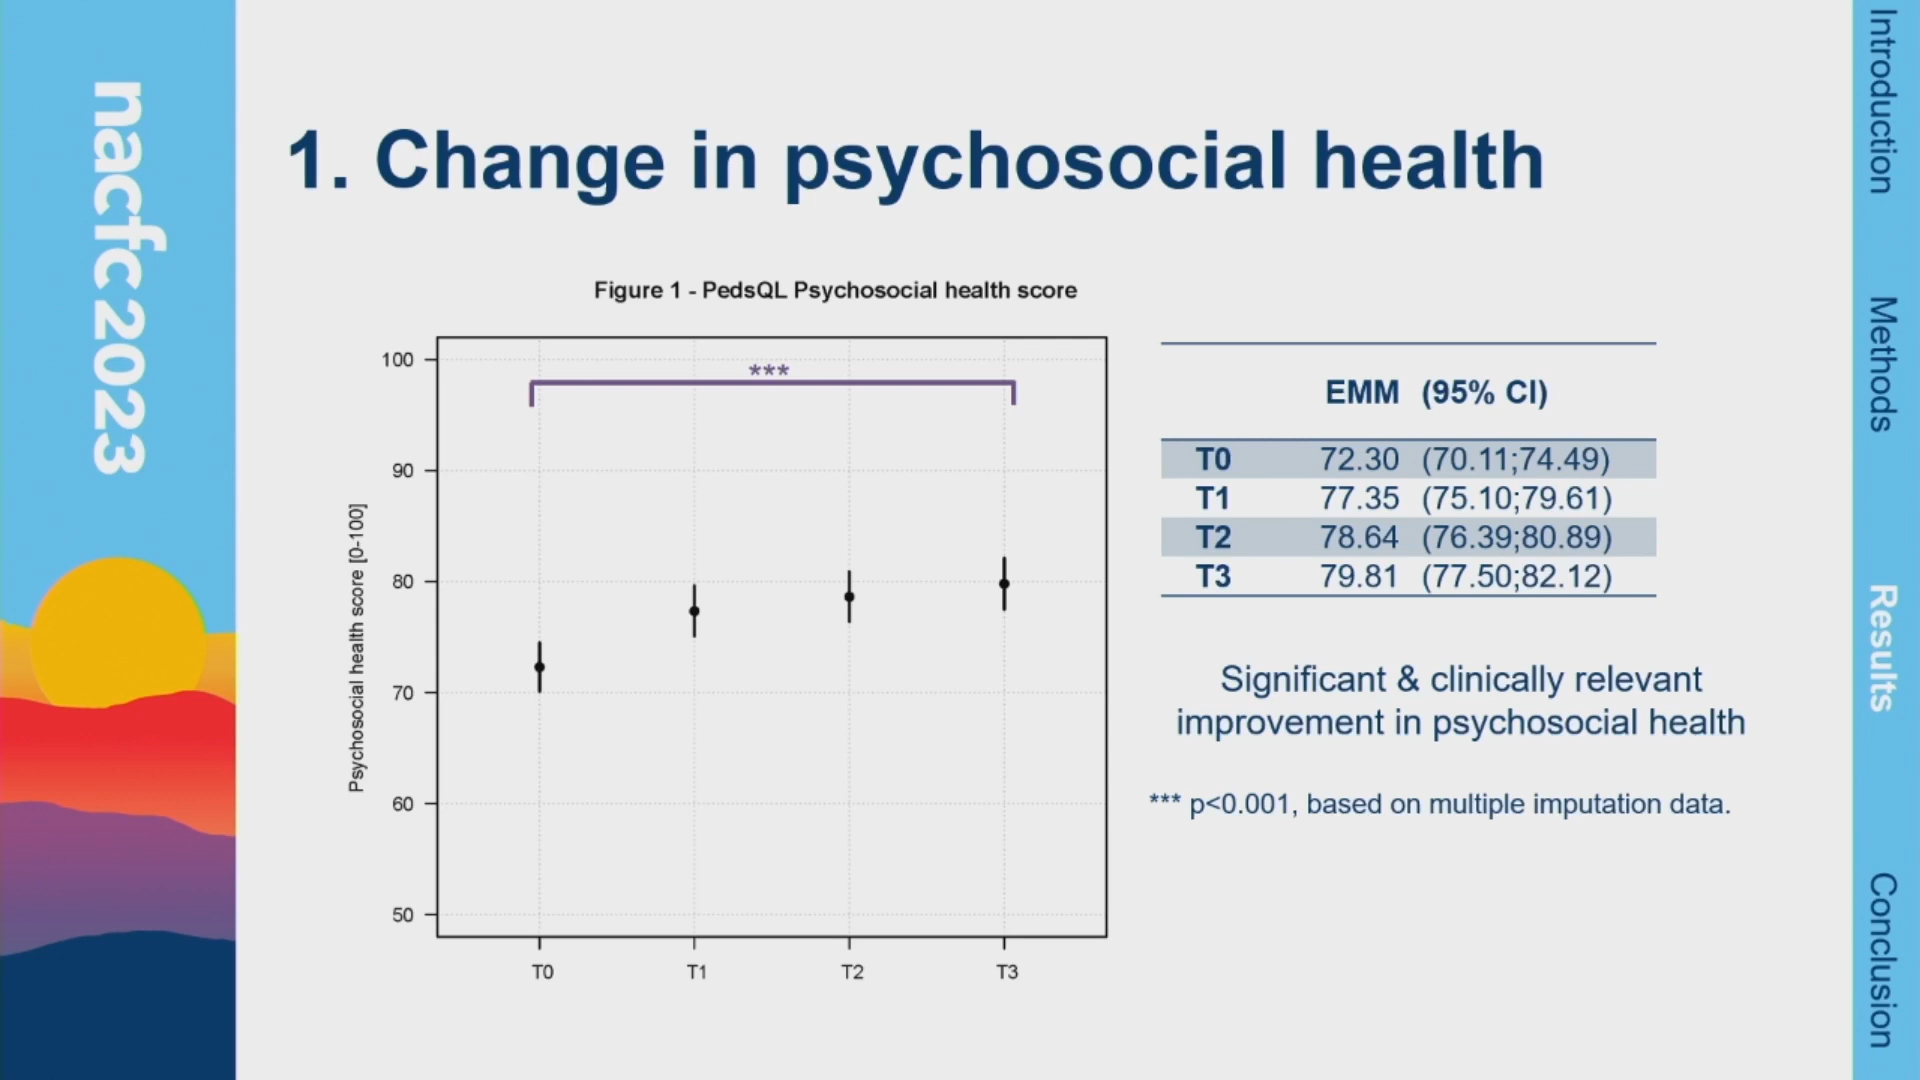 nacfc 2023
1. Change in psychosocial health
Figure 1 - PedsQL Psychosocial health score
Psychosocial health score [0-100]
100
90
80
70
60
50
***
T0
T1
T2
T3
EMM (95% CI)
T0 72.30 (70.11;74.49)
T1 77.35 (75.10;79.61)
T2 78.64 (76.39;80.89)
T3 79.81 (77.50;82.12)
Significant & clinically relevant
improvement in psychosocial health
*** p<0.001, based on multiple imputation data.
Introduction
Methods
Results
Conclusion